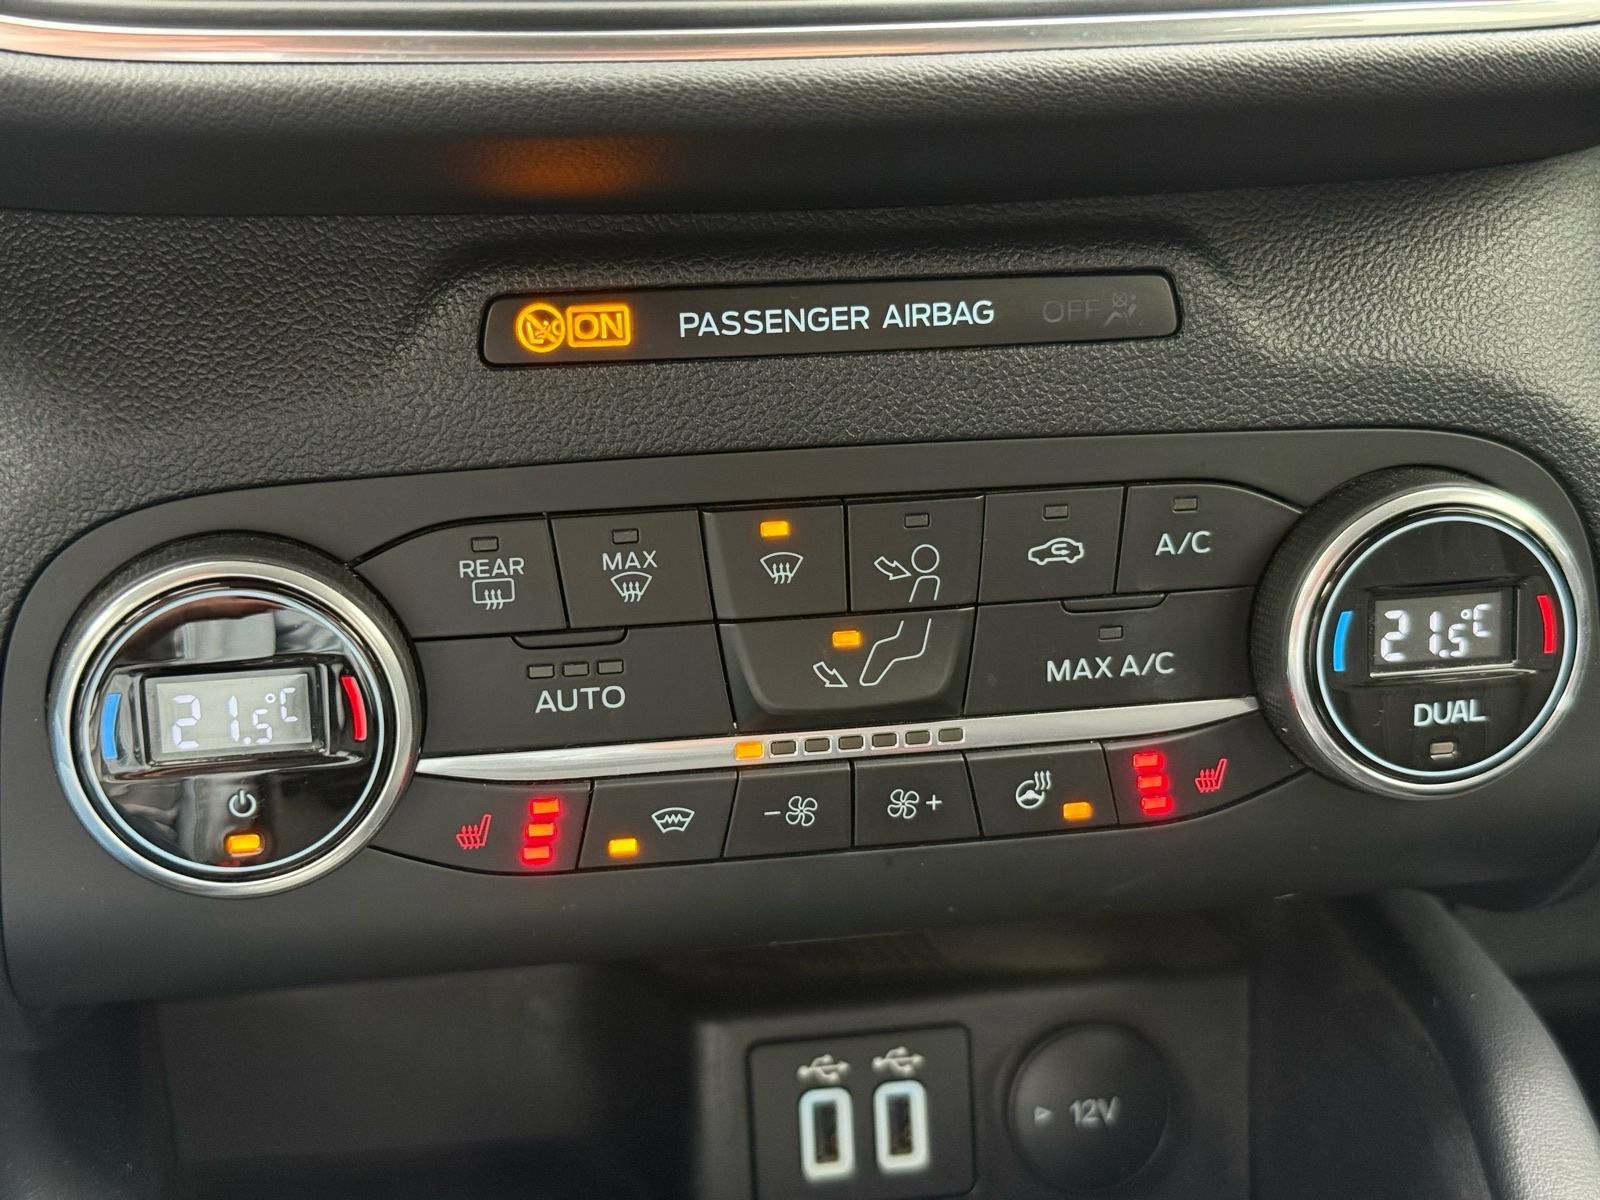 ON PASSENGER AIRBAG OFF
REAR
MAX
A/C
AUTO
MAX A/C
21.5°C
21.5°C
DUAL
- +
12V